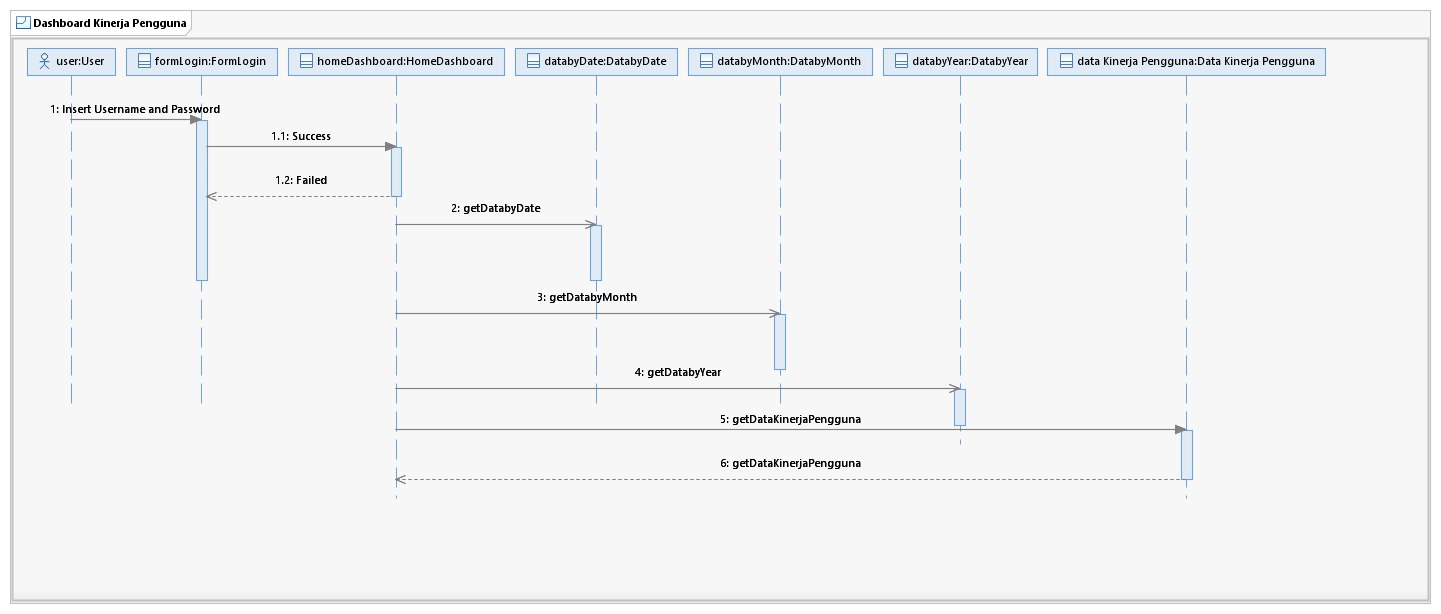 Dashboard Kinerja Pengguna
user:User
formLogin:FormLogin
homeDashboard:HomeDashboard
databyDate:DatabyDate
databyMonth:DatabyMonth
databyYear:DatabyYear
data Kinerja Pengguna:Data Kinerja Pengguna
1: Insert Username and Password
1.1: Success
1.2: Failed
2: getDatabyDate
3: getDatabyMonth
4: getDatabyYear
5: getDataKinerjaPengguna
6: getDataKinerjaPengguna